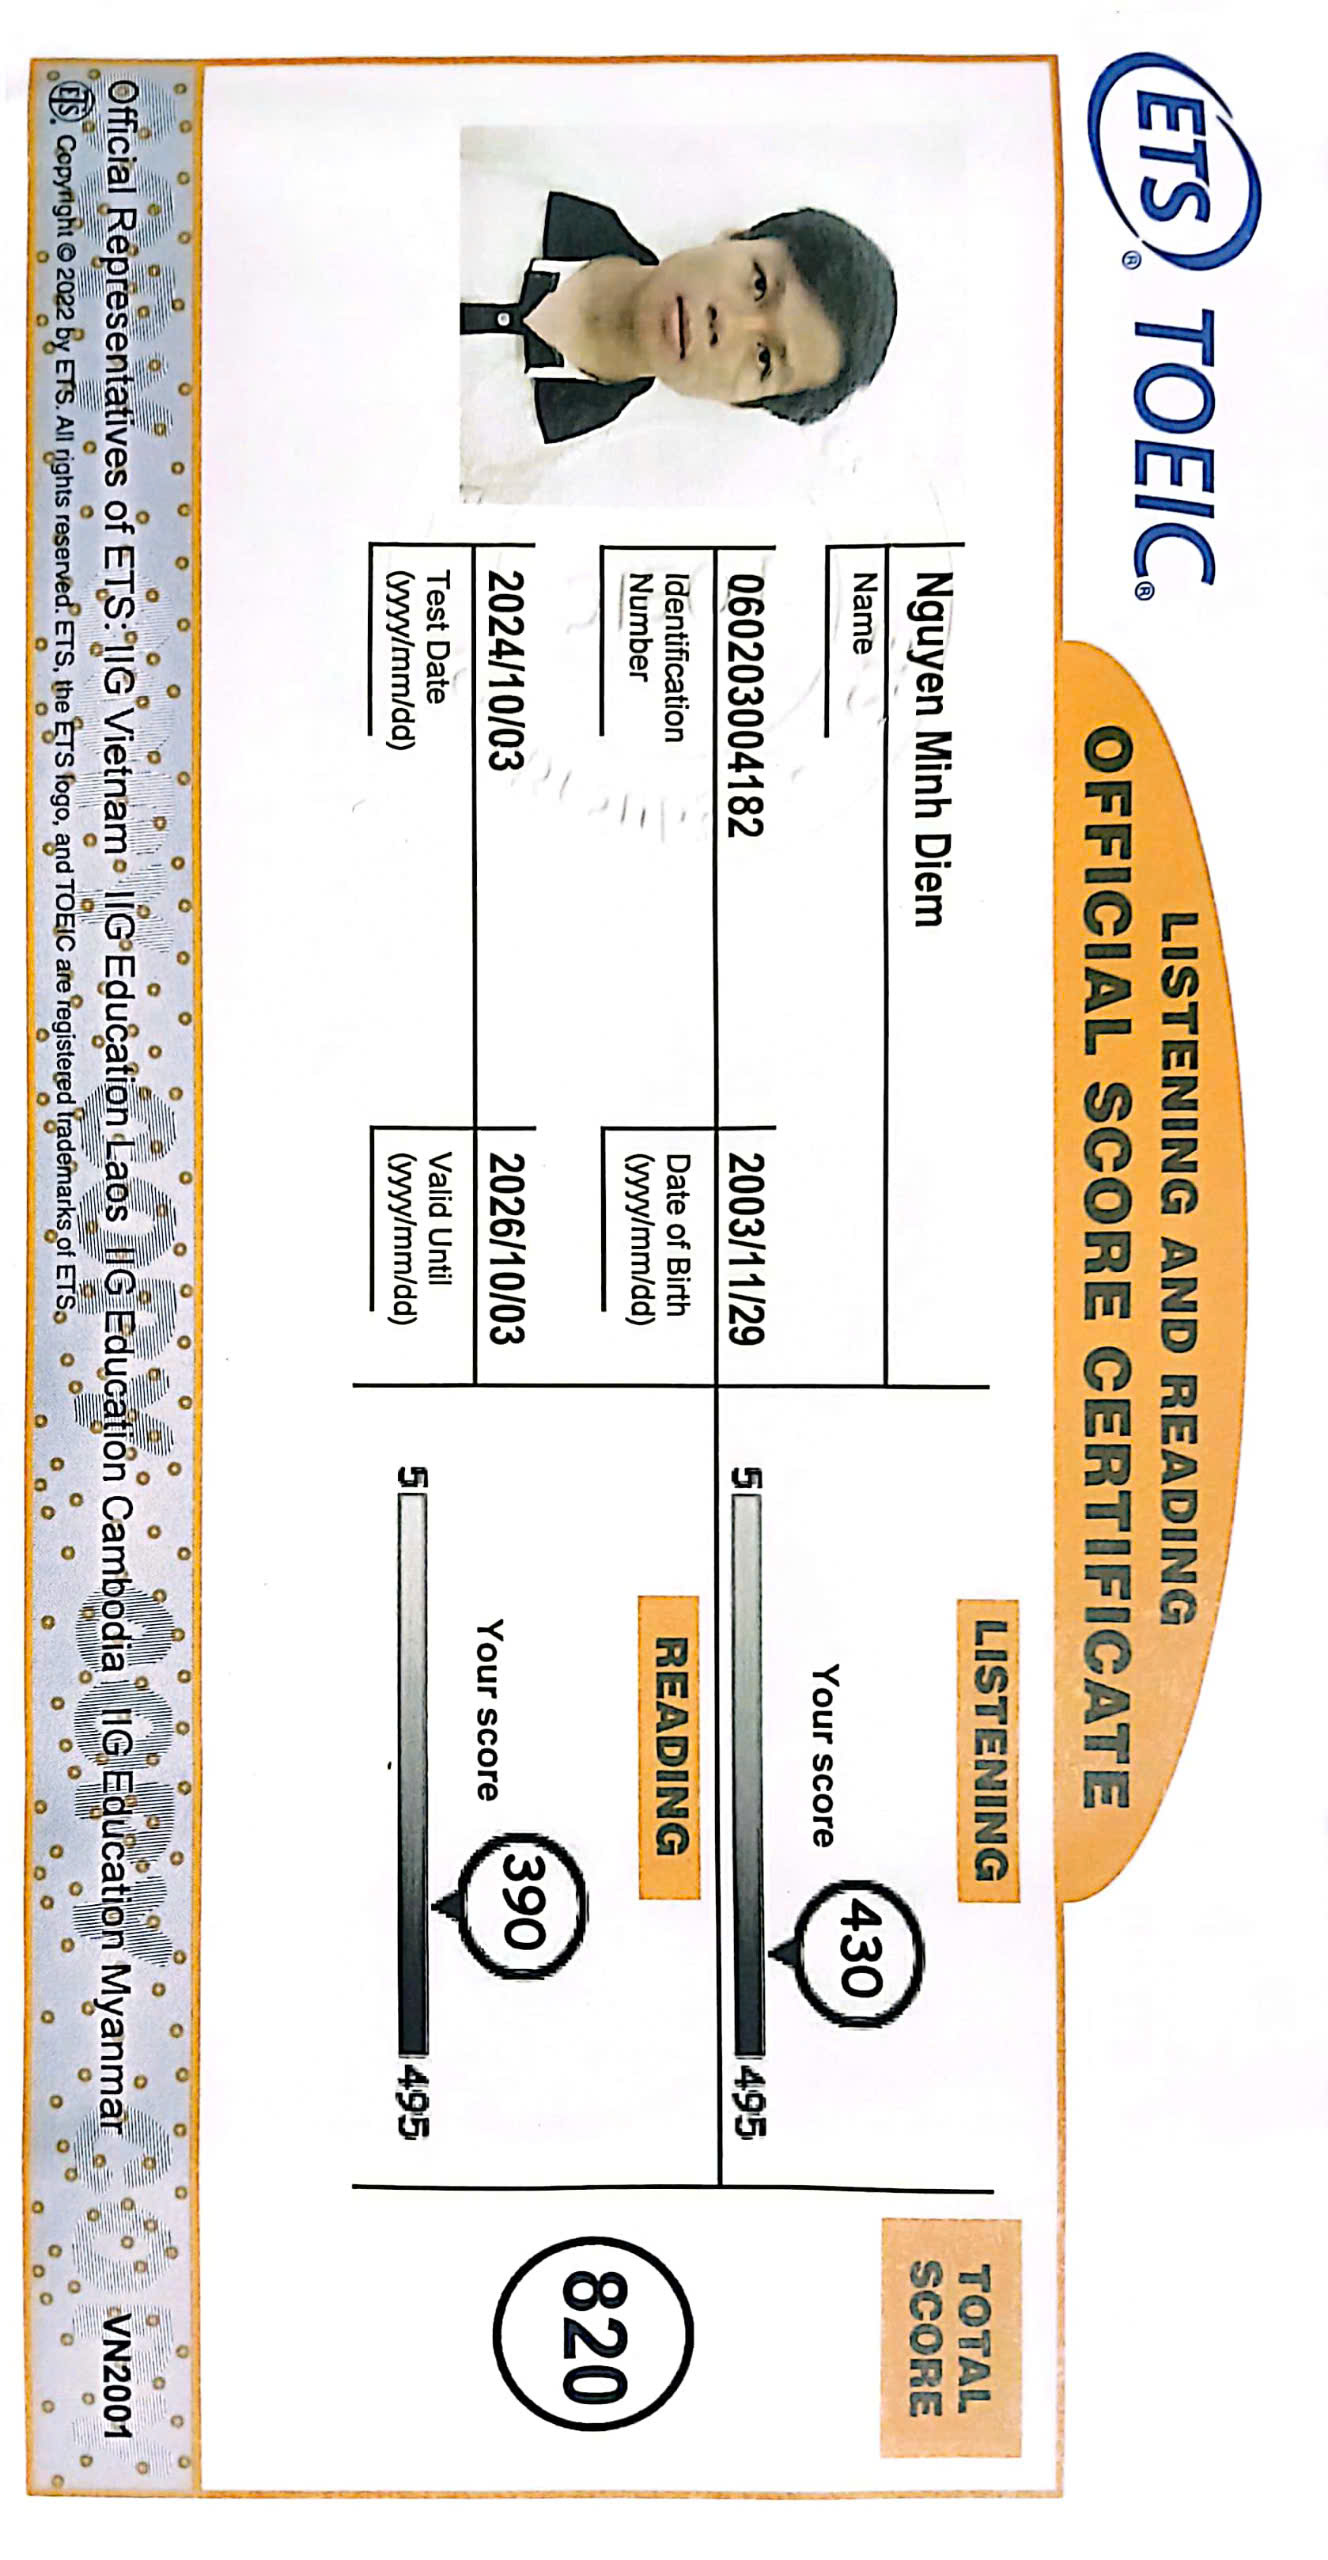 ETS® TOEIC®
LISTENING AND READING
OFFICIAL SCORE CERTIFICATE
Nguyen Minh Diem
Name
060203004182
Identification
Number
2003/11/29
Date of Birth
(yyyy/mm/dd)
2024/10/03
Test Date
(yyyy/mm/dd)
2026/10/03
Valid Until
(yyyy/mm/dd)
LISTENING
Your score
430
5
495
READING
Your score
390
5
495
TOTAL
SCORE
820
Official Representatives of ETS: IIG Vietnam IIG Education Laos IIG Education Cambodia IIG Education Myanmar
VN2001
ETS® Copyright © 2022 by ETS. All rights reserved. ETS, the ETS logo, and TOEIC are registered trademarks of ETS.